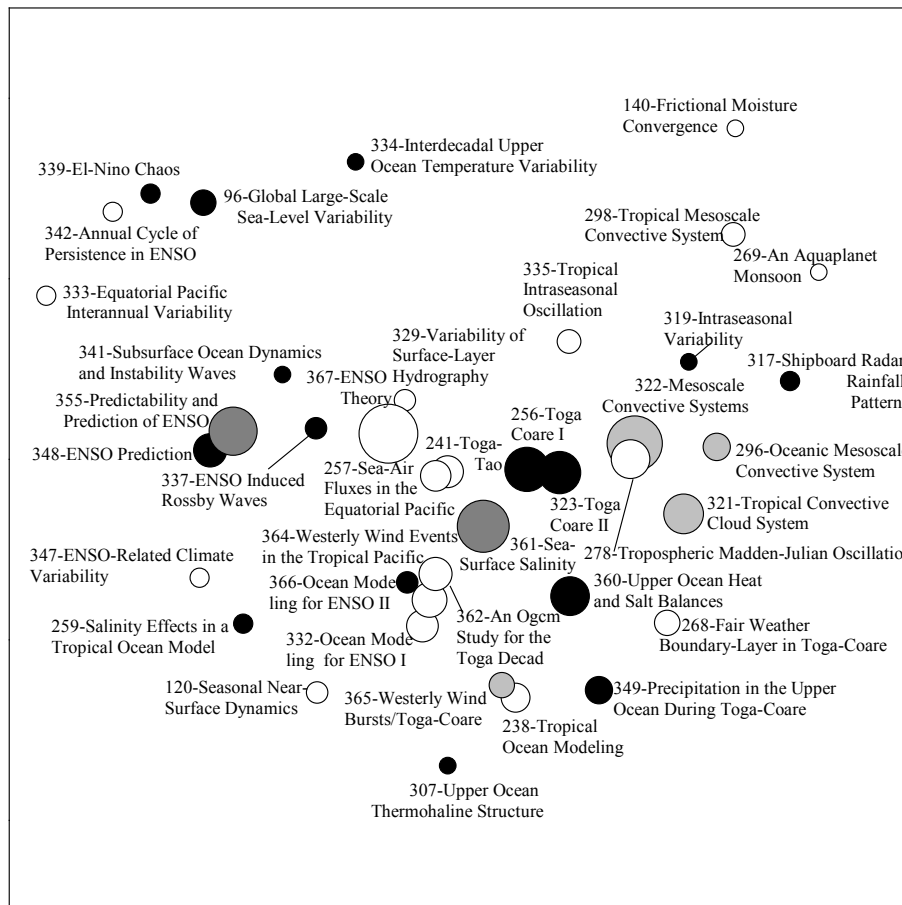 140-Frictional Moisture
Convergence
334-Interdecadal Upper
Ocean Temperature Variability
339-El-Nino Chaos
96-Global Large-Scale
Sea-Level Variability
342-Annual Cycle of
Persistence in ENSO
298-Tropical Mesoscale
Convective System
269-An Aquaplanet
Monsoon
335-Tropical
Intraseasonal
Oscillation
333-Equatorial Pacific
Interannual Variability
319-Intraseasonal
Variability
329-Variability of
Surface-Layer
Hydrography
341-Subsurface Ocean Dynamics
and Instability Waves
317-Shipboard Radar
Rainfall
Pattern
367-ENSO
Theory
322-Mesoscale
Convective Systems
355-Predictability and
Prediction of ENSO
256-Toga
Coare I
241-Toga-
Tao
348-ENSO Prediction
296-Oceanic Mesoscale
Convective System
337-ENSO Induced
Rossby Waves
257-Sea-Air
Fluxes in the
Equatorial Pacific
323-Toga
Coare II
321-Tropical Convective
Cloud System
364-Westerly Wind Events
in the Tropical Pacific
361-Sea-
Surface Salinity
278-Tropospheric Madden-Julian Oscillatio
347-ENSO-Related Climate
Variability
366-Ocean Mode
ling for ENSO II
360-Upper Ocean Heat
and Salt Balances
362-An Ogcm
Study for the
Toga Decad
259-Salinity Effects in a
Tropical Ocean Model
332-Ocean Mode
ling for ENSO I
268-Fair Weather
Boundary-Layer in Toga-Coare
120-Seasonal Near-
Surface Dynamics
365-Westerly Wind
Bursts/Toga-Coare
349-Precipitation in the Upper
Ocean During Toga-Coare
238-Tropical
Ocean Modeling
307-Upper Ocean
Thermohaline Structure